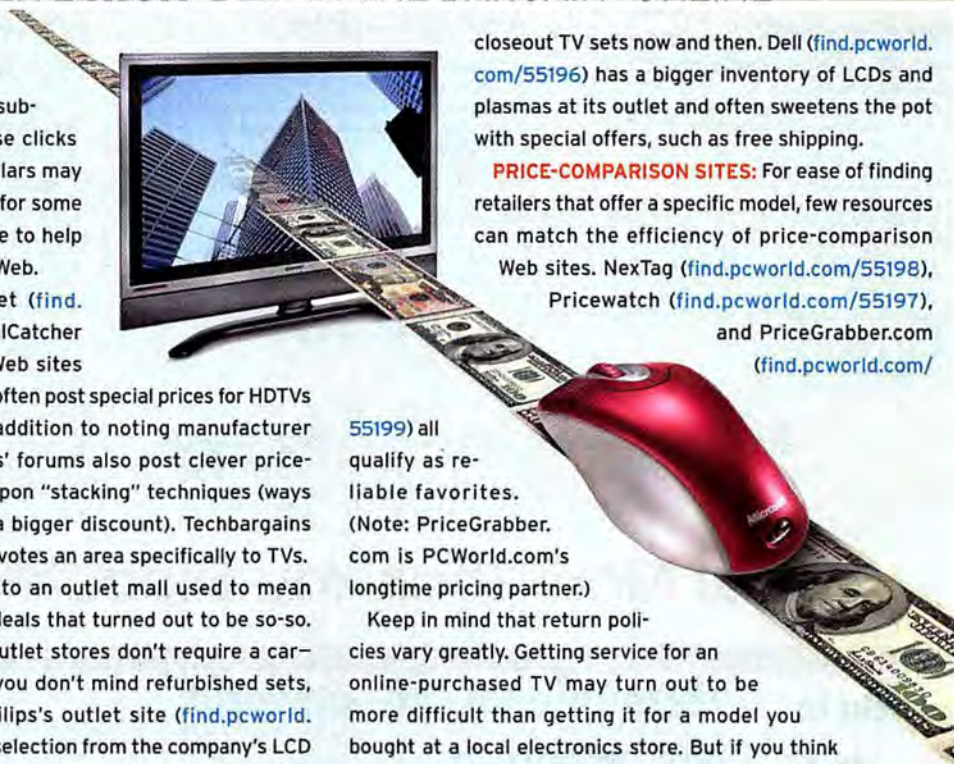 sub-
se clicks
lars may
for some
e to help
Web.
et (find.
lCatcher
Web sites
often post special prices for HDTVs
addition to noting manufacturer
s' forums also post clever price-
pon "stacking" techniques (ways
a bigger discount). Techbargains
votes an area specifically to TVs.
to an outlet mall used to mean
deals that turned out to be so-so.
utlet stores don't require a car—
you don't mind refurbished sets,
ilips's outlet site (find.pcworld.
selection from the company's LCD
closeout TV sets now and then. Dell (find.pcworld.
com/55196) has a bigger inventory of LCDs and
plasmas at its outlet and often sweetens the pot
with special offers, such as free shipping.
PRICE-COMPARISON SITES: For ease of finding
retailers that offer a specific model, few resources
can match the efficiency of price-comparison
Web sites. NexTag (find.pcworld.com/55198),
Pricewatch (find.pcworld.com/55197),
and PriceGrabber.com
(find.pcworld.com/
55199) all
qualify as re-
liable favorites.
(Note: PriceGrabber.
com is PCWorld.com's
longtime pricing partner.)
Keep in mind that return poli-
cies vary greatly. Getting service for an
online-purchased TV may turn out to be
more difficult than getting it for a model you
bought at a local electronics store. But if you think
Microsoft
100